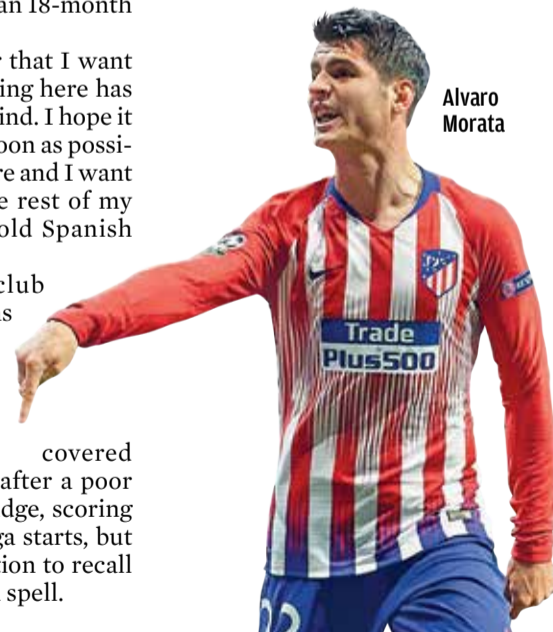 an 18-month
r that I want
ing here has
ind. I hope it
oon as possi-
re and I want
e rest of my
old Spanish
club
s
covered
after a poor
dge, scoring
ga starts, but
tion to recall
spell.
Alvaro
Morata
Trade
Plus500
22